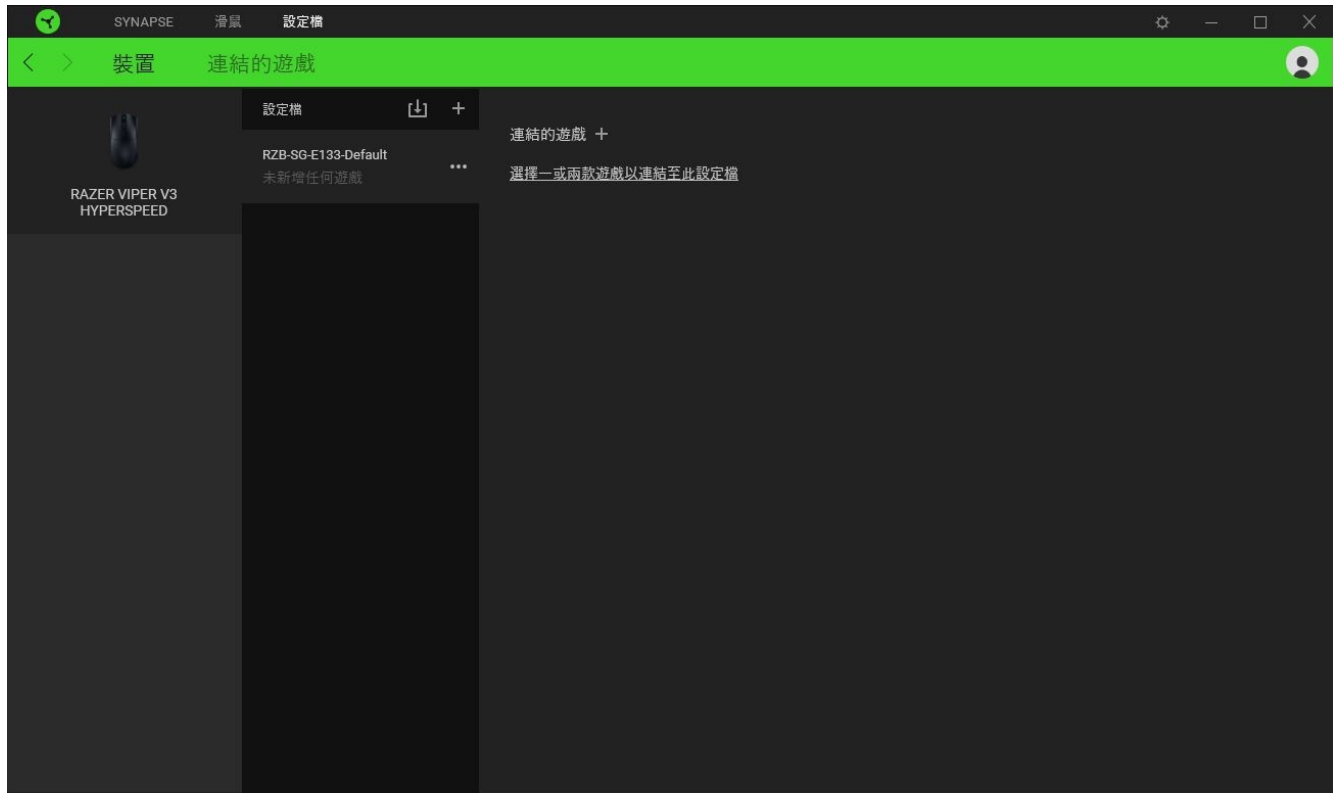 SYNAPSE 滑鼠 設定檔
裝置 連結的遊戲
RAZER VIPER V3
HYPERSPEED
設定檔
RZB-SG-E133-Default
未新增任何遊戲
連結的遊戲 +
選擇一或兩款遊戲以連結至此設定檔